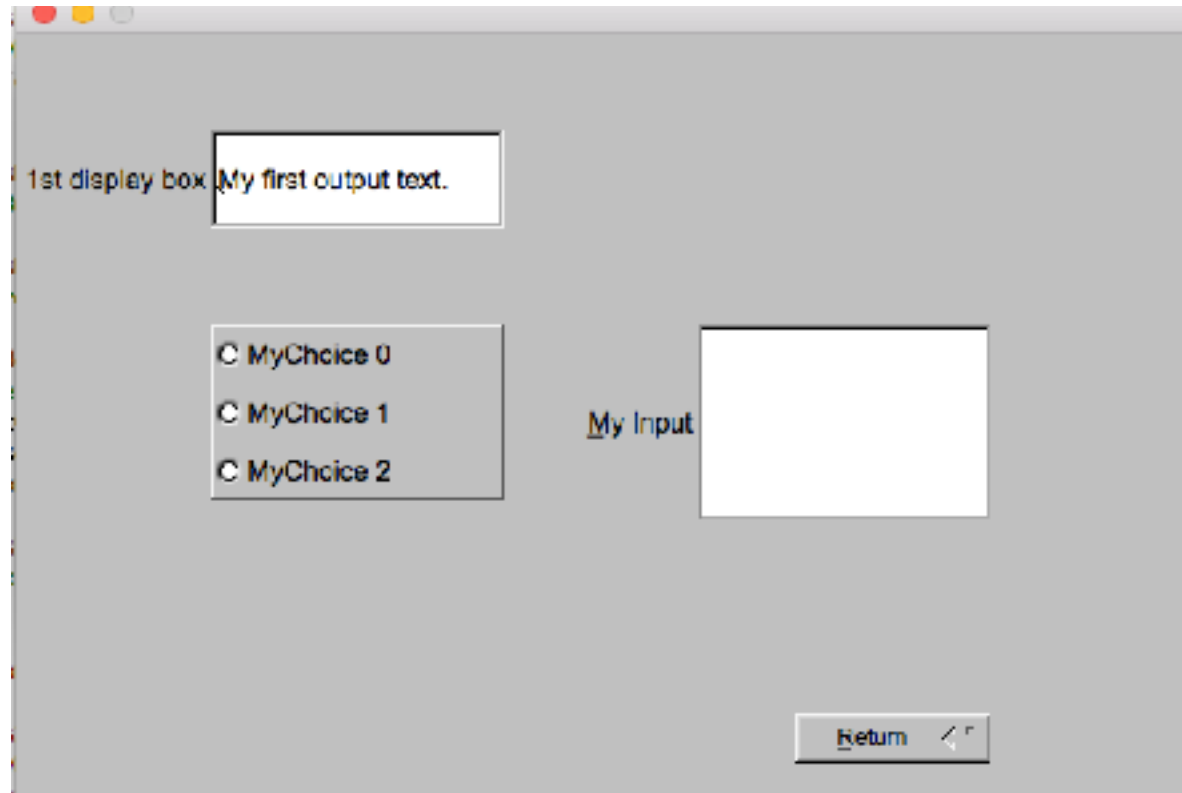 1st display box My first output text.
MyChoice 0
MyChoice 1
My Input
MyChoice 2
Return